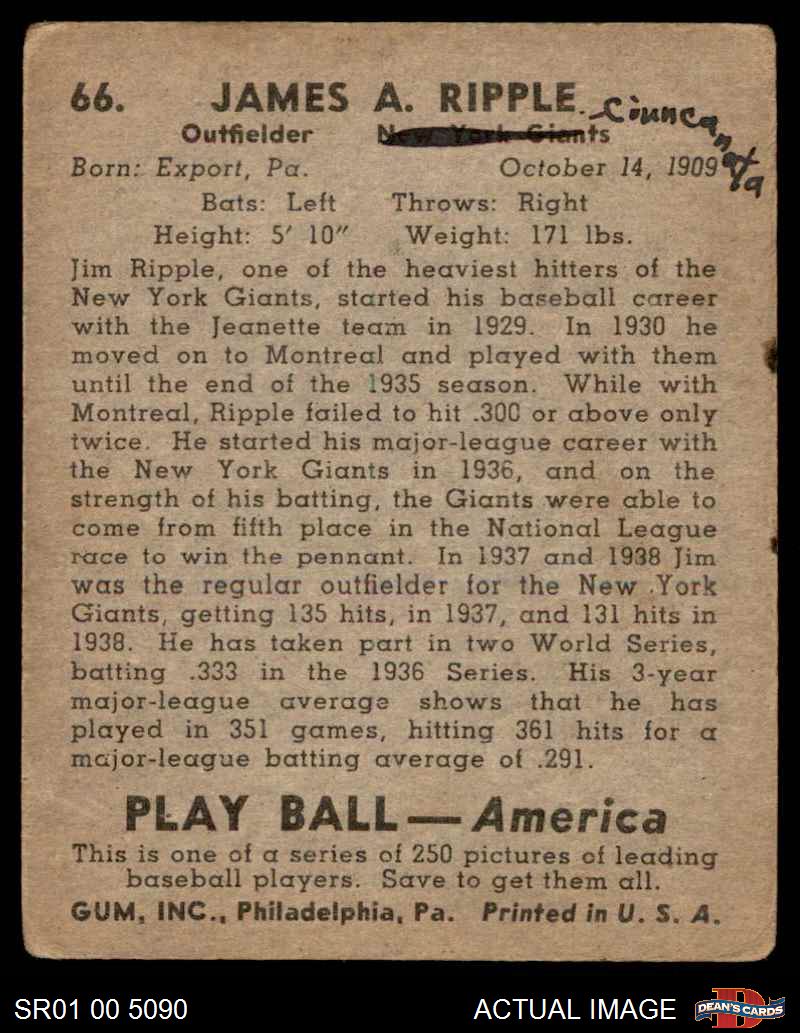 66. JAMES A. RIPPLE
Outfielder New York Giants
Born: Export, Pa. October 14, 1909
Bats: Left Throws: Right
Height: 5' 10" Weight: 171 lbs.
Jim Ripple, one of the heaviest hitters of the
New York Giants, started his baseball career
with the Jeanette team in 1929. In 1930 he
moved on to Montreal and played with them
until the end of the 1935 season. While with
Montreal, Ripple failed to hit .300 or above only
twice. He started his major-league career with
the New York Giants in 1936, and on the
strength of his batting, the Giants were able to
come from fifth place in the National League
race to win the pennant. In 1937 and 1938 Jim
was the regular outfielder for the New York
Giants, getting 135 hits, in 1937, and 131 hits in
1938. He has taken part in two World Series,
batting .333 in the 1936 Series. His 3-year
major-league average shows that he has
played in 351 games, hitting 361 hits for a
major-league batting average of .291.
PLAY BALL—America
This is one of a series of 250 pictures of leading
baseball players. Save to get them all.
GUM, INC., Philadelphia, Pa. Printed in U. S. A.
SR01 00 5090 ACTUAL IMAGE DEAN'S CARDS